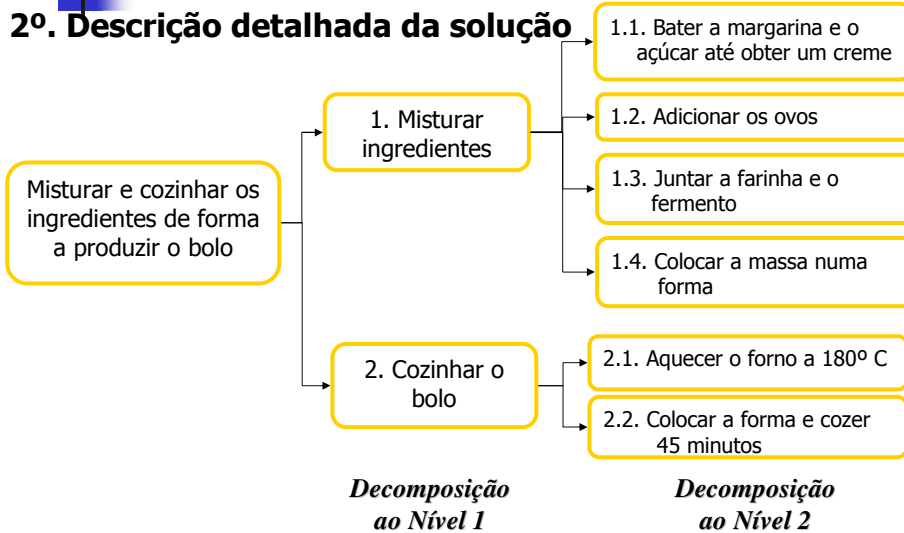 2º. Descrição detalhada da solução
Misturar e cozinhar os
ingredientes de forma
a produzir o bolo
1. Misturar
ingredientes
1.1. Bater a margarina e o
açúcar até obter um creme
1.2. Adicionar os ovos
1.3. Juntar a farinha e o
fermento
1.4. Colocar a massa numa
forma
2. Cozinhar o
bolo
2.1. Aquecer o forno a 180º C
2.2. Colocar a forma e cozer
45 minutos
Decomposição
ao Nível 1
Decomposição
ao Nível 2